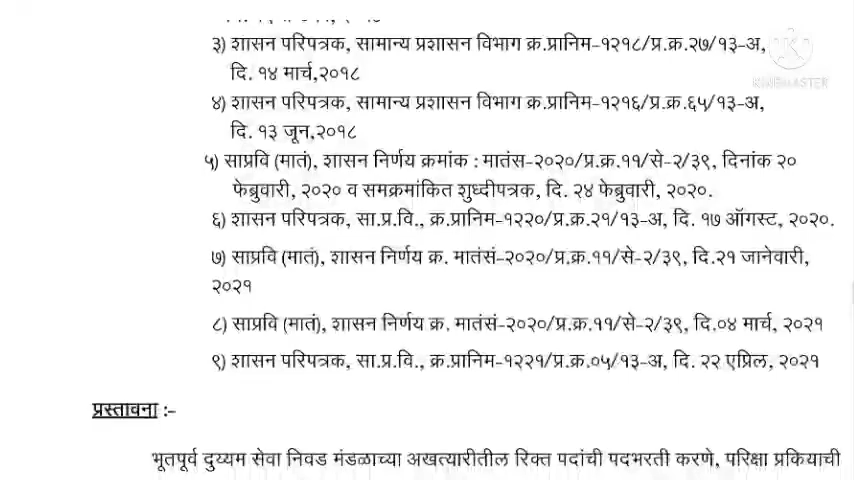 ३) शासन परिपत्रक, सामान्य प्रशासन विभाग क्र.प्रानिम-१२१८/प्र.क्र.२७/१३-अ,
दि. १४ मार्च,२०१८
४) शासन परिपत्रक, सामान्य प्रशासन विभाग क्र.प्रानिम-१२१६/प्र.क्र.६५/१३-अ,
दि. १३ जून,२०१८
५) साप्रवि (मातं), शासन निर्णय क्रमांक : मातंस-२०२०/प्र.क्र.११/से-२/३९, दिनांक २०
फेब्रुवारी, २०२० व समक्रमांकित शुध्दीपत्रक, दि. २४ फेब्रुवारी, २०२०.
६) शासन परिपत्रक, सा.प्र.वि., क्र.प्रानिम-१२२०/प्र.क्र.२१/१३-अ, दि. १७ ऑगस्ट, २०२०.
७) साप्रवि (मातं), शासन निर्णय क्र. मातंसं-२०२०/प्र.क्र.११/से-२/३९, दि.२१ जानेवारी,
२०२१
८) साप्रवि (मातं), शासन निर्णय क्र. मातंसं-२०२०/प्र.क्र.११/से-२/३९, दि.०४ मार्च, २०२१
९) शासन परिपत्रक, सा.प्र.वि., क्र.प्रानिम-१२२१/प्र.क्र.०५/१३-अ, दि. २२ एप्रिल, २०२१
प्रस्तावना :-
भूतपूर्व दुय्यम सेवा निवड मंडळाच्या अखत्यारीतील रिक्त पदांची पदभरती करणे, परिक्षा प्रकियाची
KINEMASTER